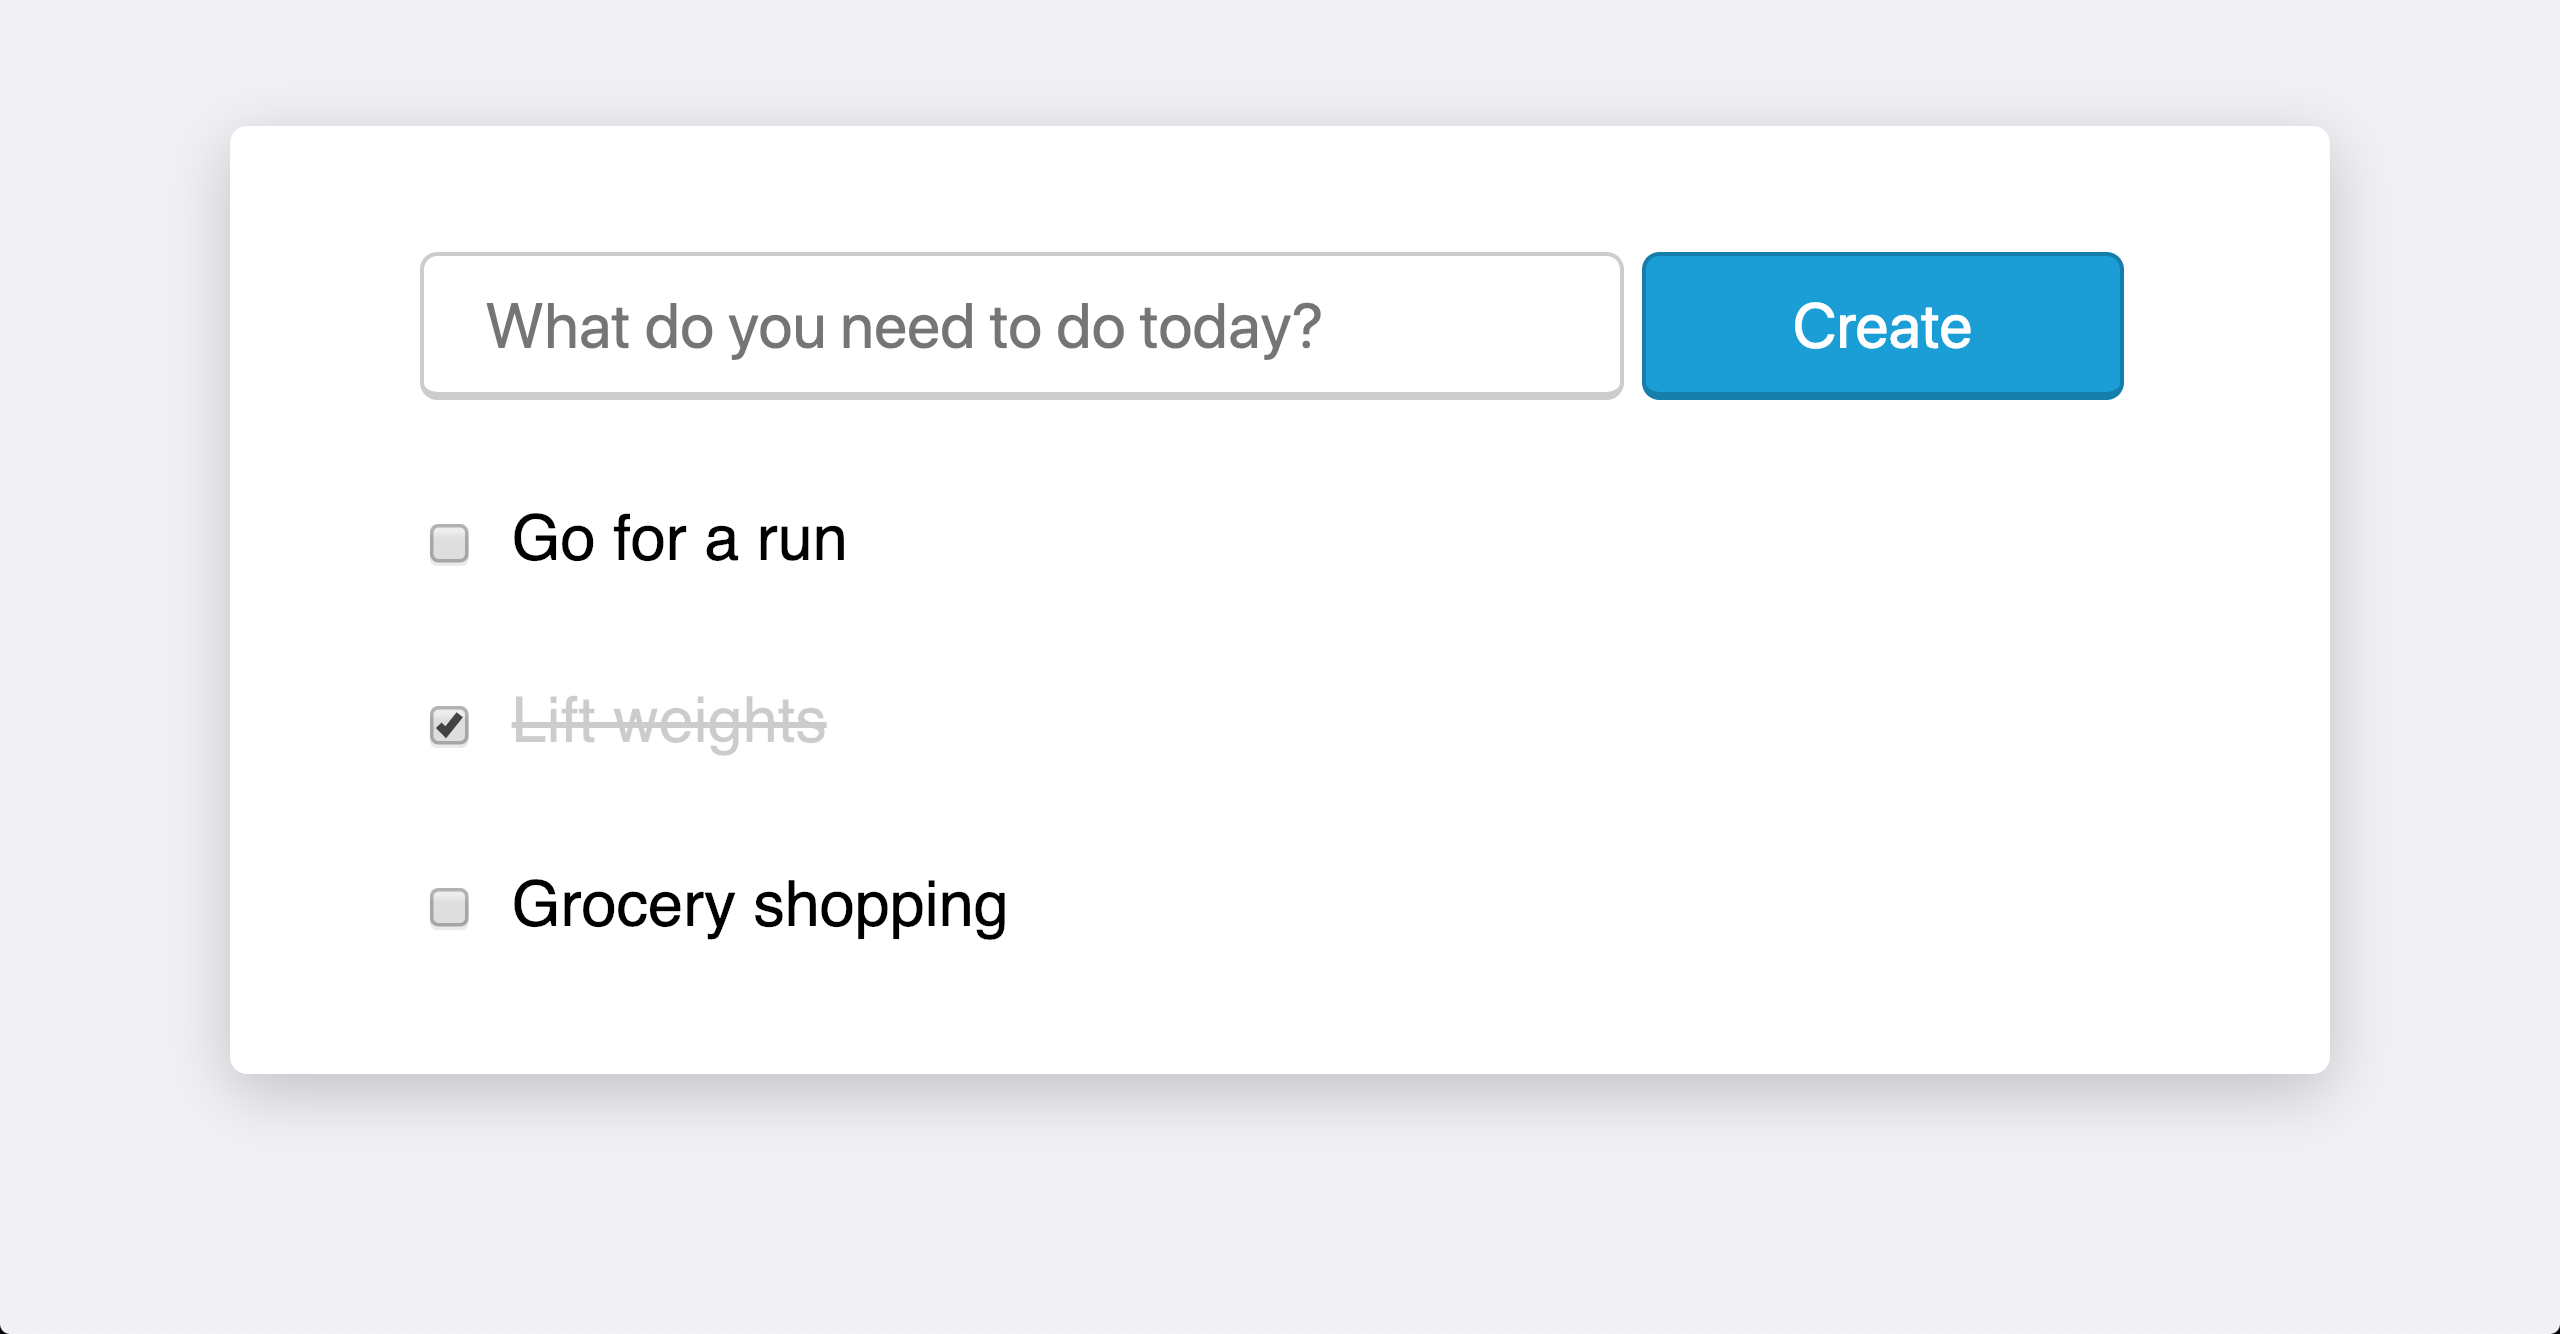 What do you need to do today?
Create
Go for a run
Lift weights
Grocery shopping